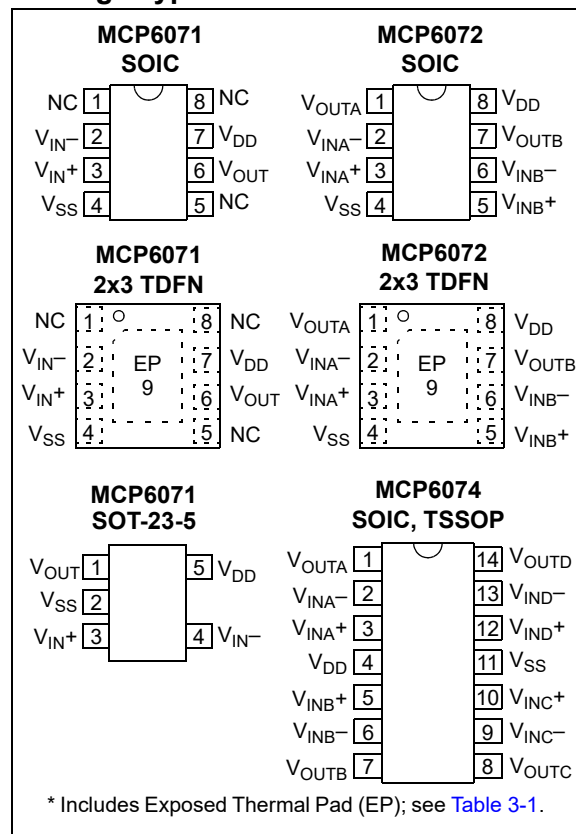 MCP6071
SOIC
NC 1 8 NC
VIN– 2 7 VDD
VIN+ 3 6 VOUT
VSS 4 5 NC
MCP6072
SOIC
VOUTA 1 8 VDD
VINA– 2 7 VOUTB
VINA+ 3 6 VINB–
VSS 4 5 VINB+
MCP6071
2x3 TDFN
NC 1 8 NC
VIN– 2 EP 7 VDD
VIN+ 3 9 6 VOUT
VSS 4 5 NC
MCP6072
2x3 TDFN
VOUTA 1 8 VDD
VINA– 2 EP 7 VOUTB
VINA+ 3 9 6 VINB–
VSS 4 5 VINB+
MCP6071
SOT-23-5
VOUT 1 5 VDD
VSS 2
VIN+ 3 4 VIN–
MCP6074
SOIC, TSSOP
VOUTA 1 14 VOUTD
VINA– 2 13 VIND–
VINA+ 3 12 VIND+
VDD 4 11 VSS
VINB+ 5 10 VINC+
VINB– 6 9 VINC–
VOUTB 7 8 VOUTC
* Includes Exposed Thermal Pad (EP); see Table 3-1.